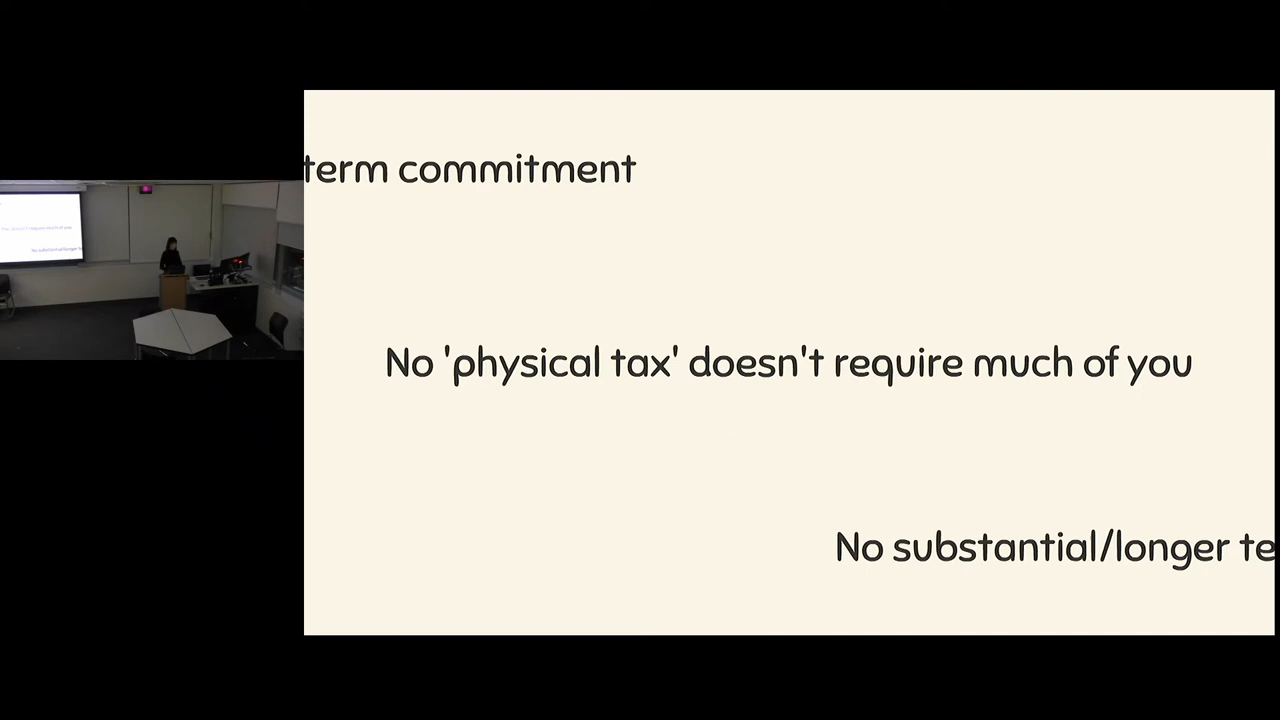 term commitment
No 'physical tax' doesn't require much of you
No substantial/longer te